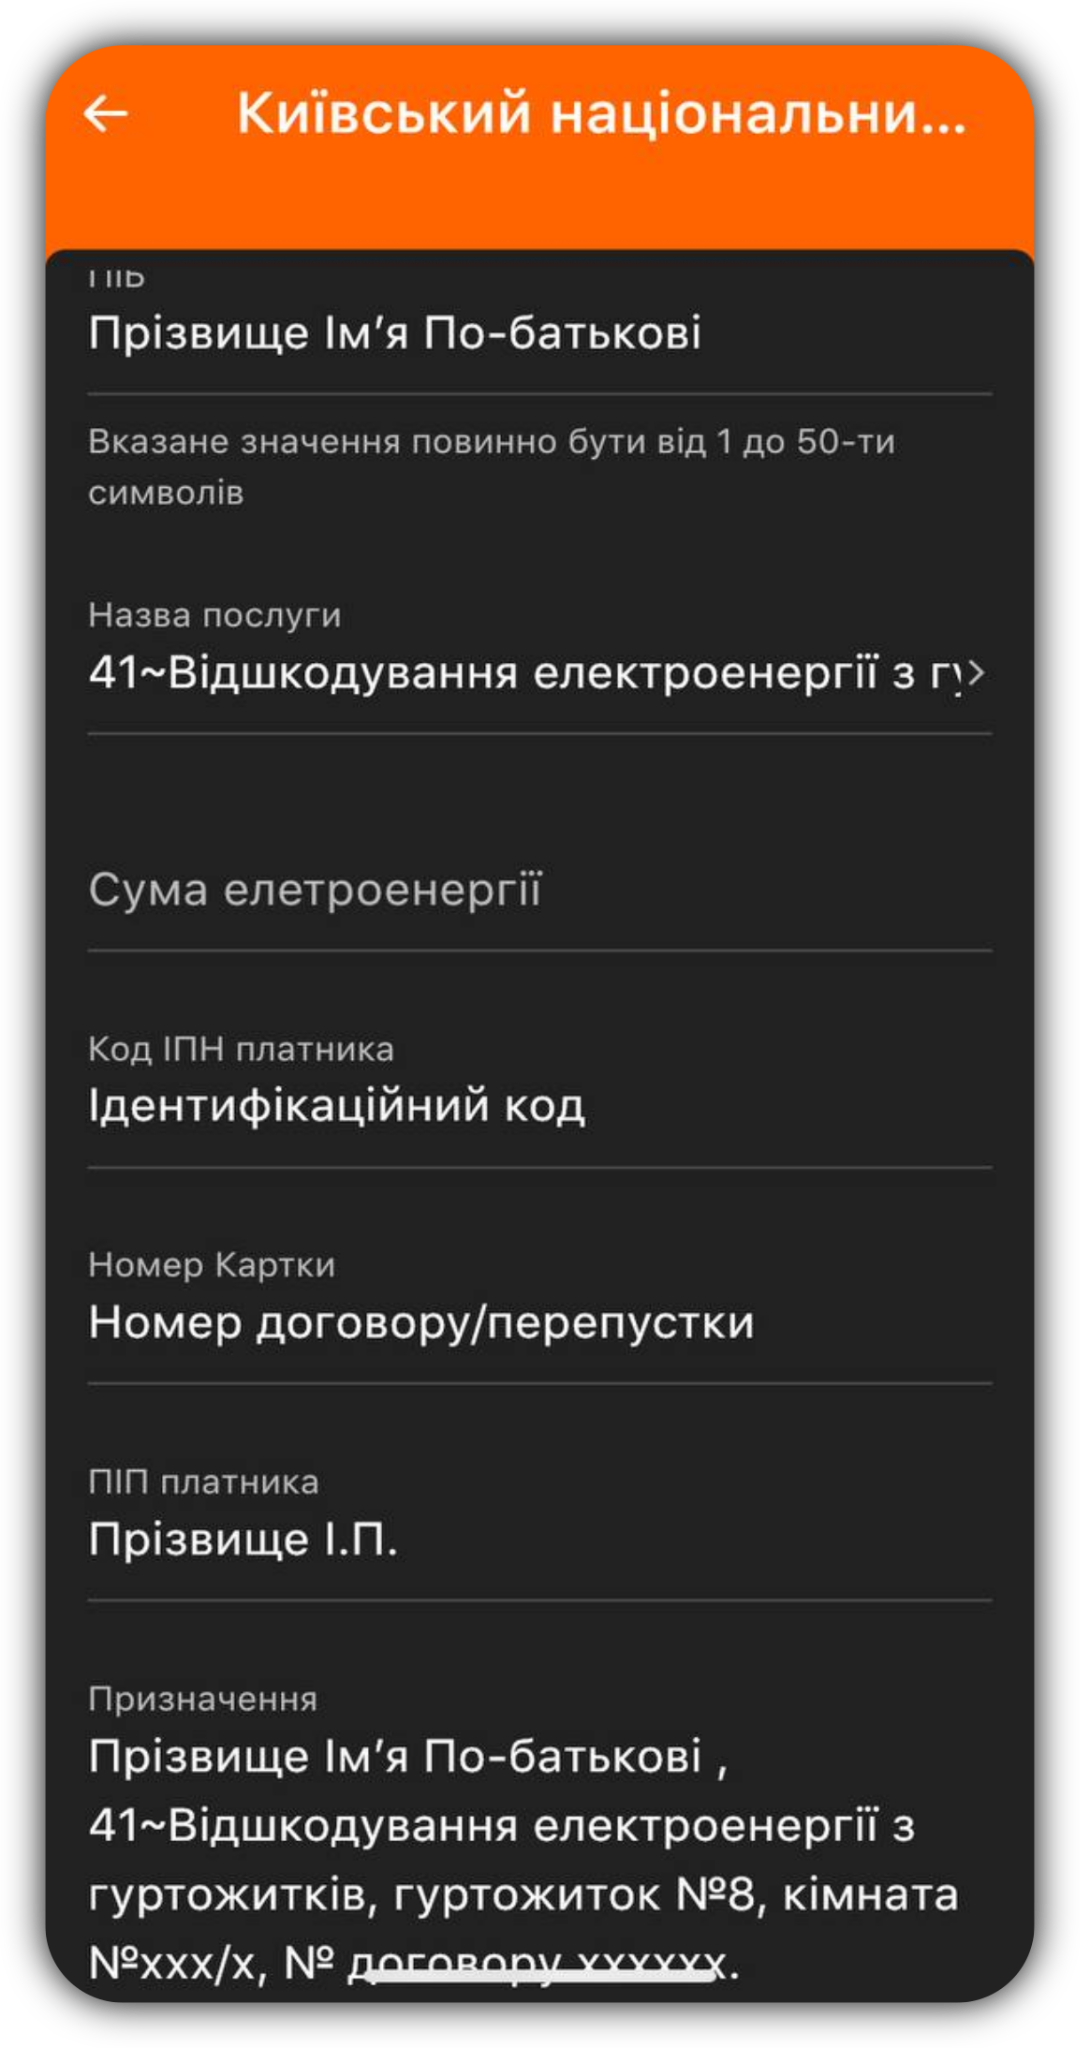 Київський національни...
ПІБ
Прізвище Ім’я По-батькові
Вказане значення повинно бути від 1 до 50-ти
символів
Назва послуги
41~Відшкодування електроенергії з гу
Сума елетроенергії
Код ІПН платника
Ідентифікаційний код
Номер Картки
Номер договору/перепустки
ПІП платника
Прізвище І.П.
Призначення
Прізвище Ім’я По-батькові ,
41~Відшкодування електроенергії з
гуртожитків, гуртожиток №8, кімната
№xxx/x, № договору xxxxxx.